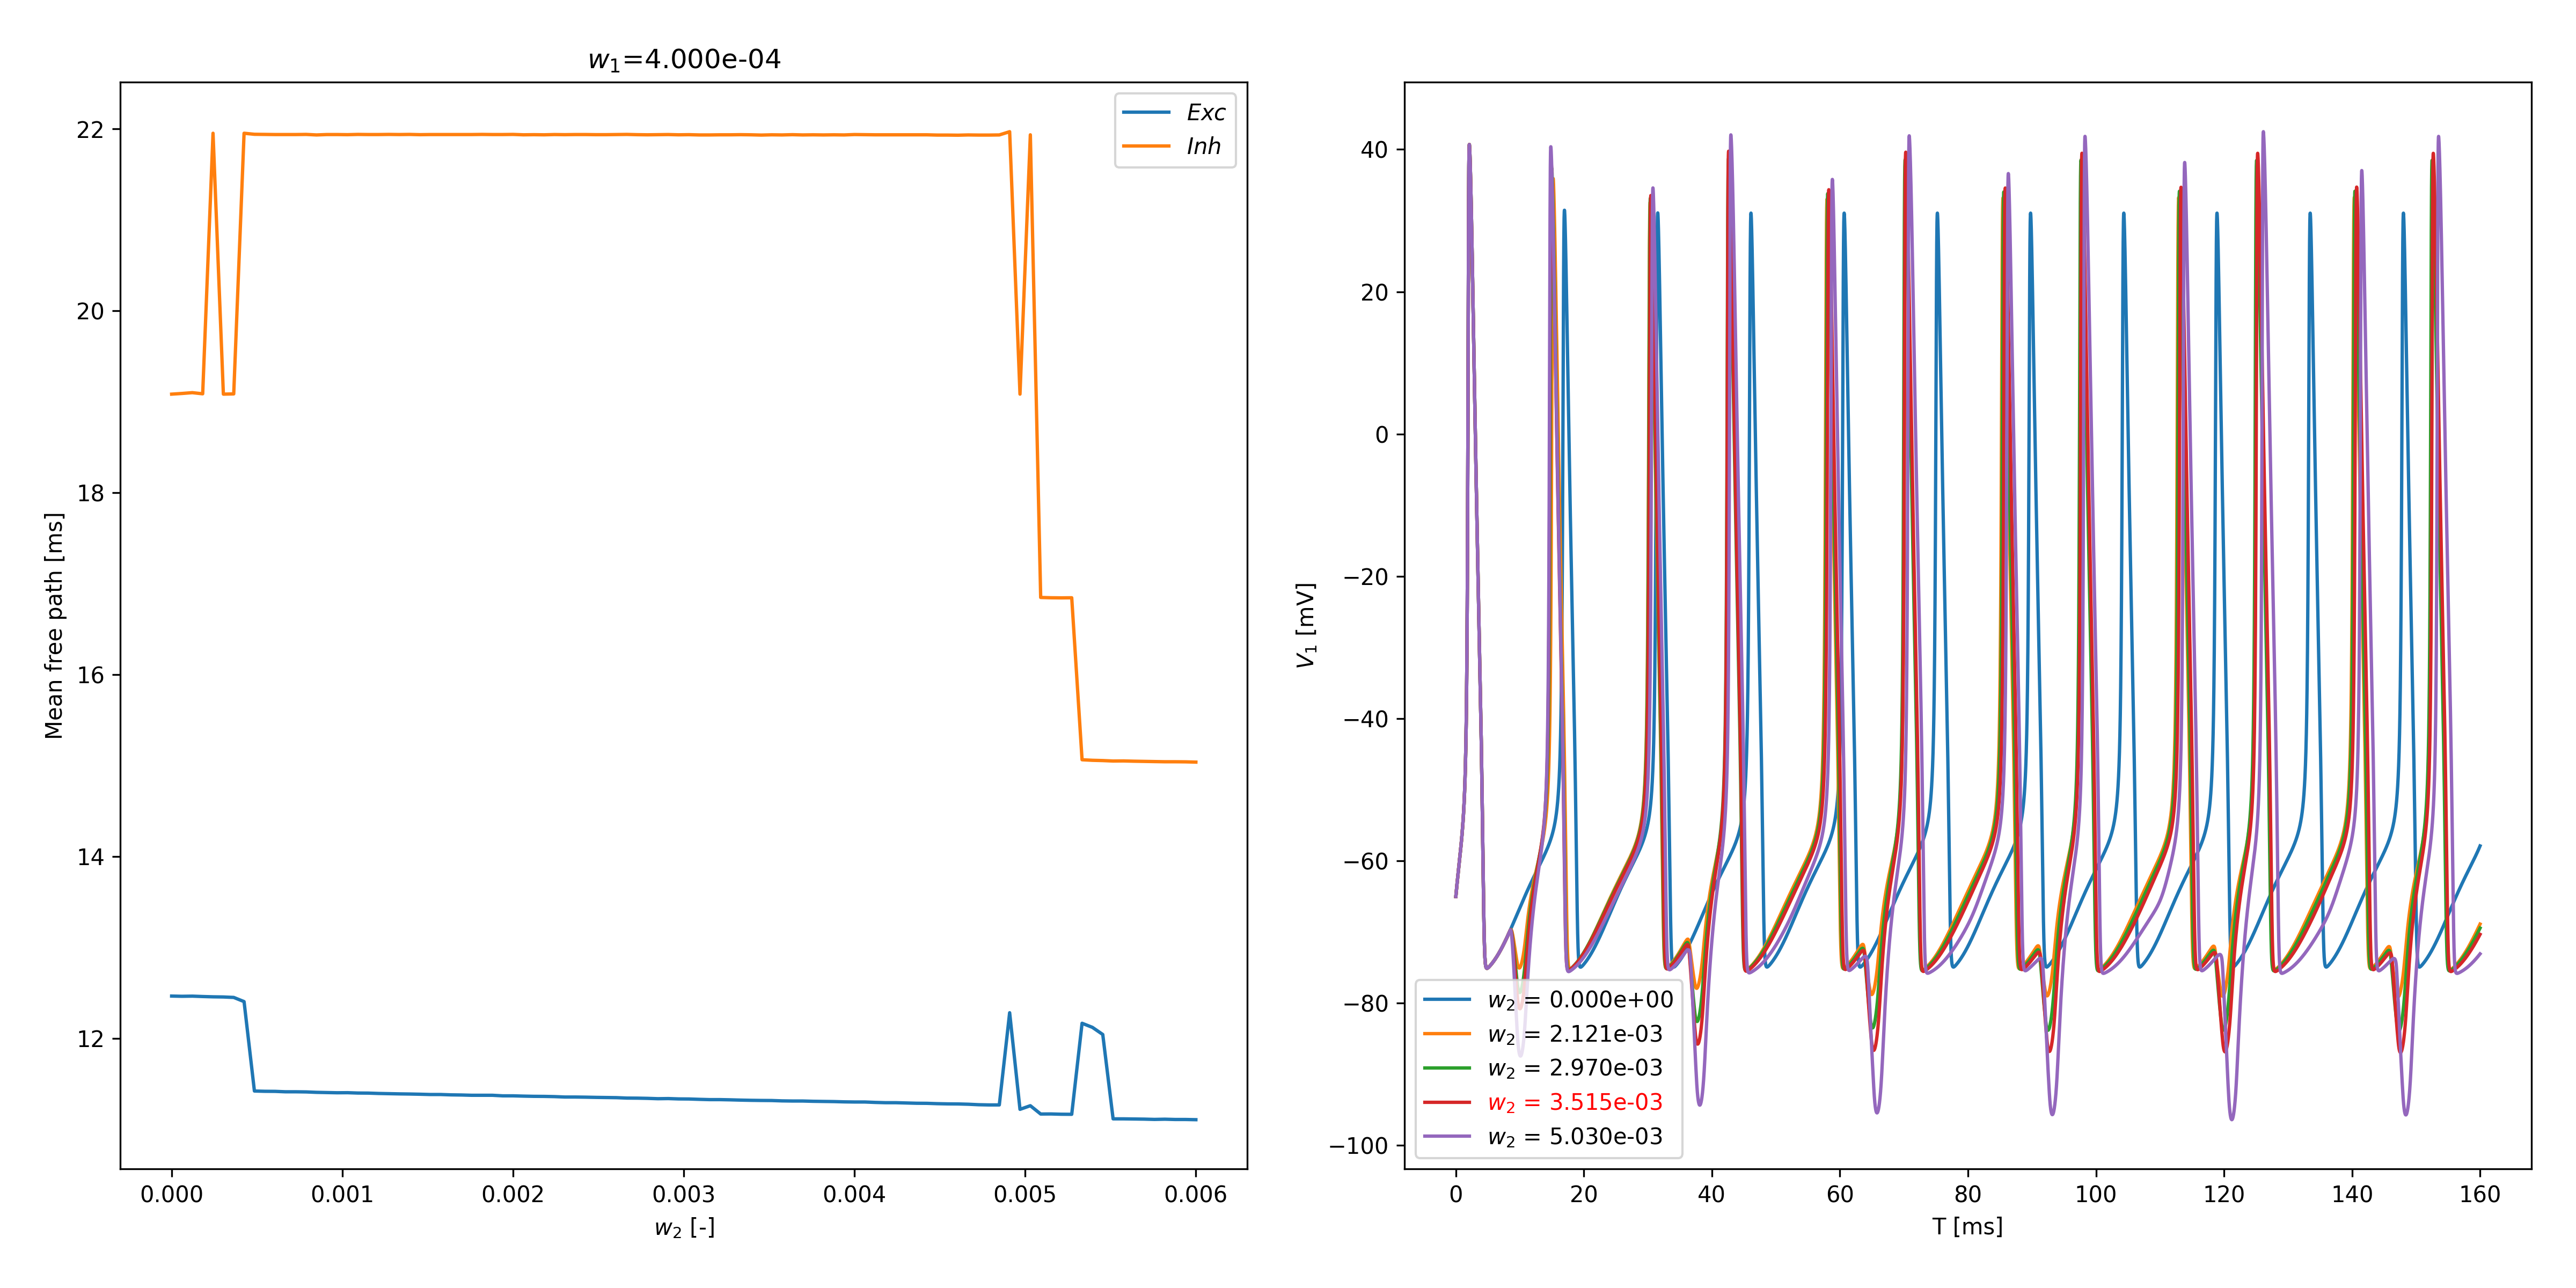 w₁=4.000e-04
Exc
Inh
Mean free path [ms]
22
20
18
16
14
12
0.000 0.001 0.002 0.003 0.004 0.005 0.006
w₂ [-]
V₁ [mV]
40
20
0
−20
−40
−60
−80
−100
w₂ = 0.000e+00
w₂ = 2.121e-03
w₂ = 2.970e-03
w₂ = 3.515e-03
w₂ = 5.030e-03
0 20 40 60 80 100 120 140 160
T [ms]